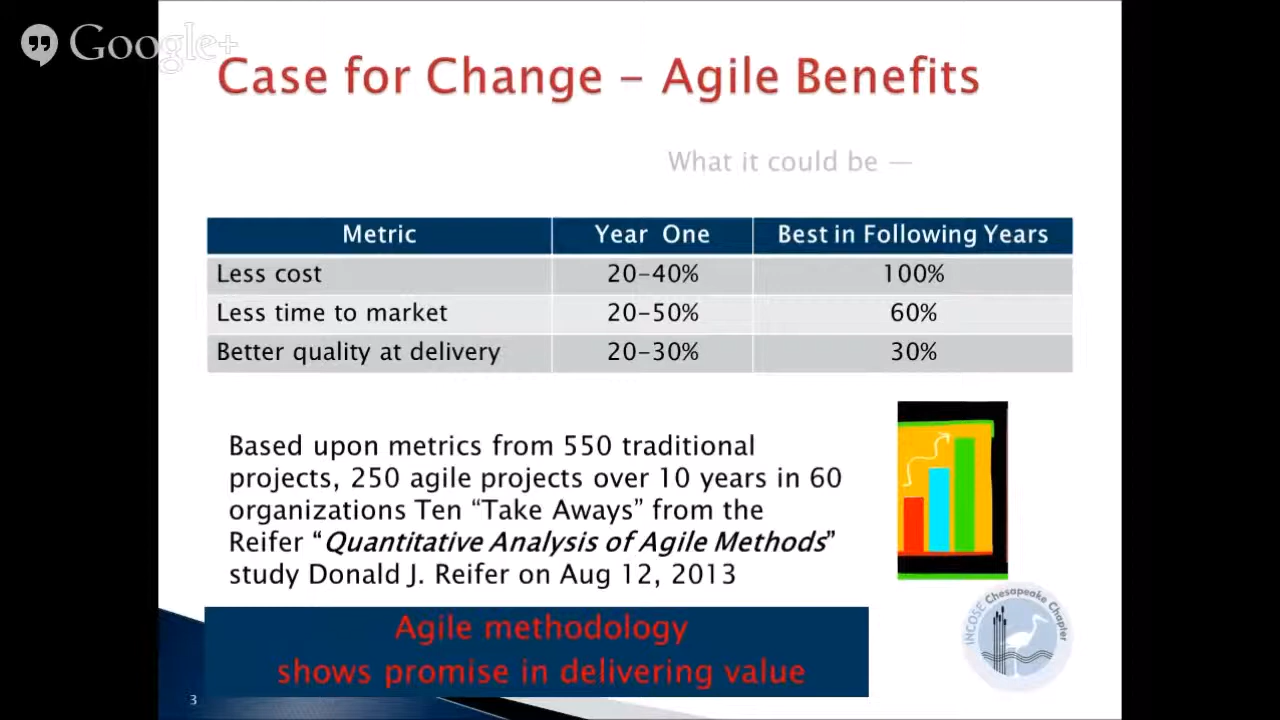 Google+
Case for Change – Agile Benefits
What it could be —
Metric Year One Best in Following Years
Less cost 20-40% 100%
Less time to market 20-50% 60%
Better quality at delivery 20-30% 30%
Based upon metrics from 550 traditional
projects, 250 agile projects over 10 years in 60
organizations Ten “Take Aways” from the
Reifer “Quantitative Analysis of Agile Methods”
study Donald J. Reifer on Aug 12, 2013
INCOSE Chesapeake Chapter
Agile methodology
shows promise in delivering value
3